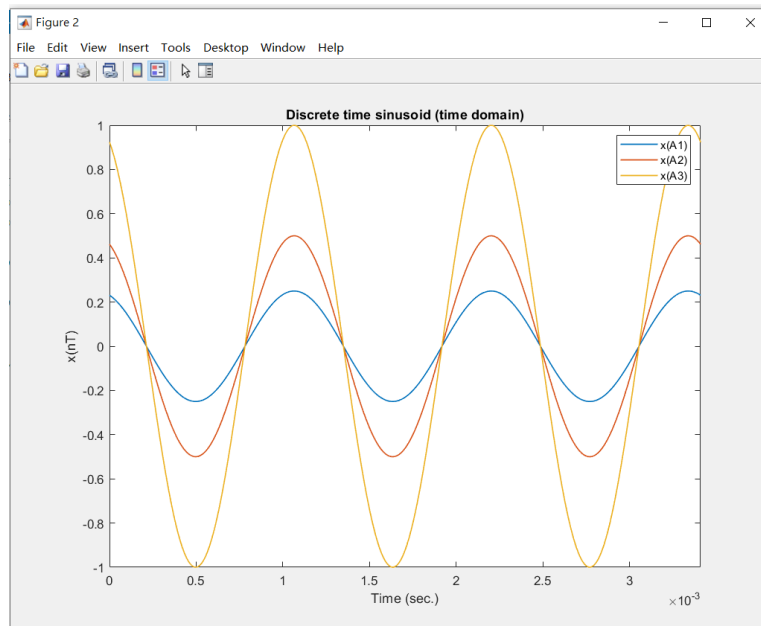 Figure 2
File Edit View Insert Tools Desktop Window Help
Discrete time sinusoid (time domain)
x(A1)
x(A2)
x(A3)
1
0.8
0.6
0.4
0.2
0
-0.2
-0.4
-0.6
-0.8
-1
x(nT)
0 0.5 1 1.5 2 2.5 3
Time (sec.)
×10⁻³